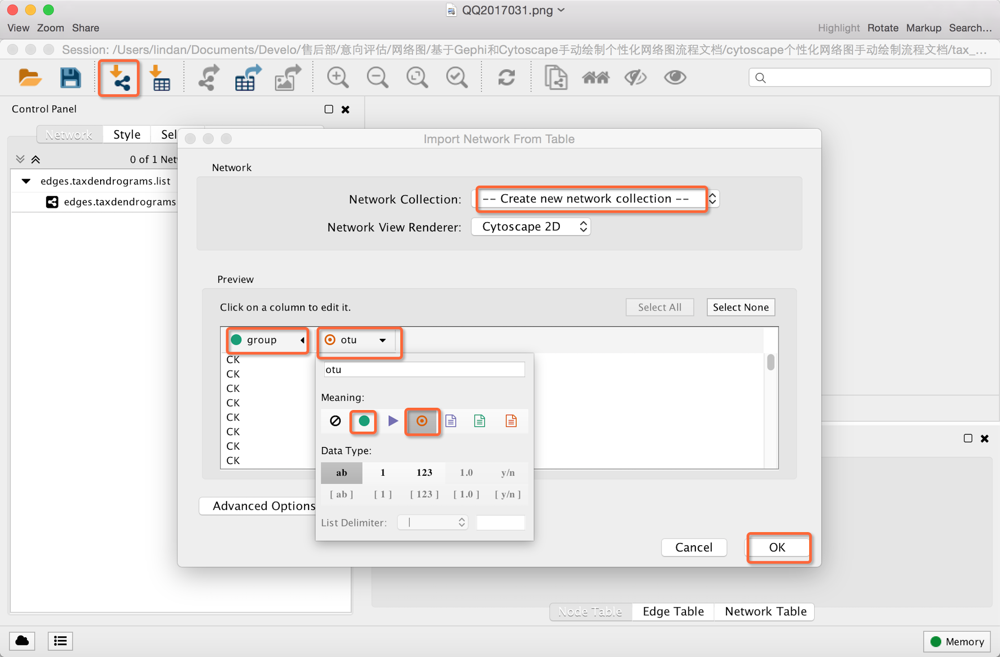 QQ2017031.png
View Zoom Share
Highlight Rotate Markup Search...
Session: /Users/lindan/Documents/Develo/售后部/意向评估/网络图/基于Gephi和Cytoscape手动绘制个性化网络图流程文档/cytoscape个性化网络图手动绘制流程文档/tax_...
Control Panel
Network Style Sel
0 of 1 Net
edges.taxdendrograms.list
edges.taxdendrograms
Import Network From Table
Network
Network Collection: -- Create new network collection --
Network View Renderer: Cytoscape 2D
Preview
Click on a column to edit it.
Select All Select None
group otu
CK
CK
CK
CK
CK
CK
CK
CK
otu
Meaning:
Data Type:
ab 1 123 1.0 y/n
[ ab ] [ 1 ] [ 123 ] [ 1.0 ] [ y/n ]
List Delimiter: |
Advanced Options
Cancel OK
Node Table Edge Table Network Table
Memory